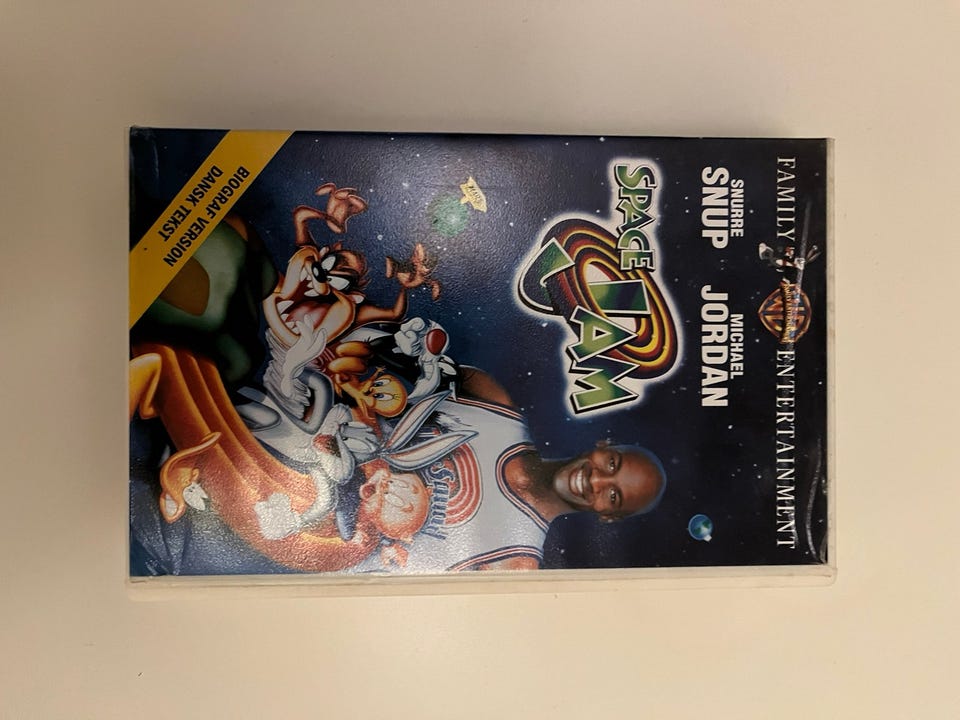 FAMILY ENTERTAINMENT
SNURRE
SNUP
MICHAEL
JORDAN
SPACE
JAM
BIOGRAF VERSION
DANSK TEKST